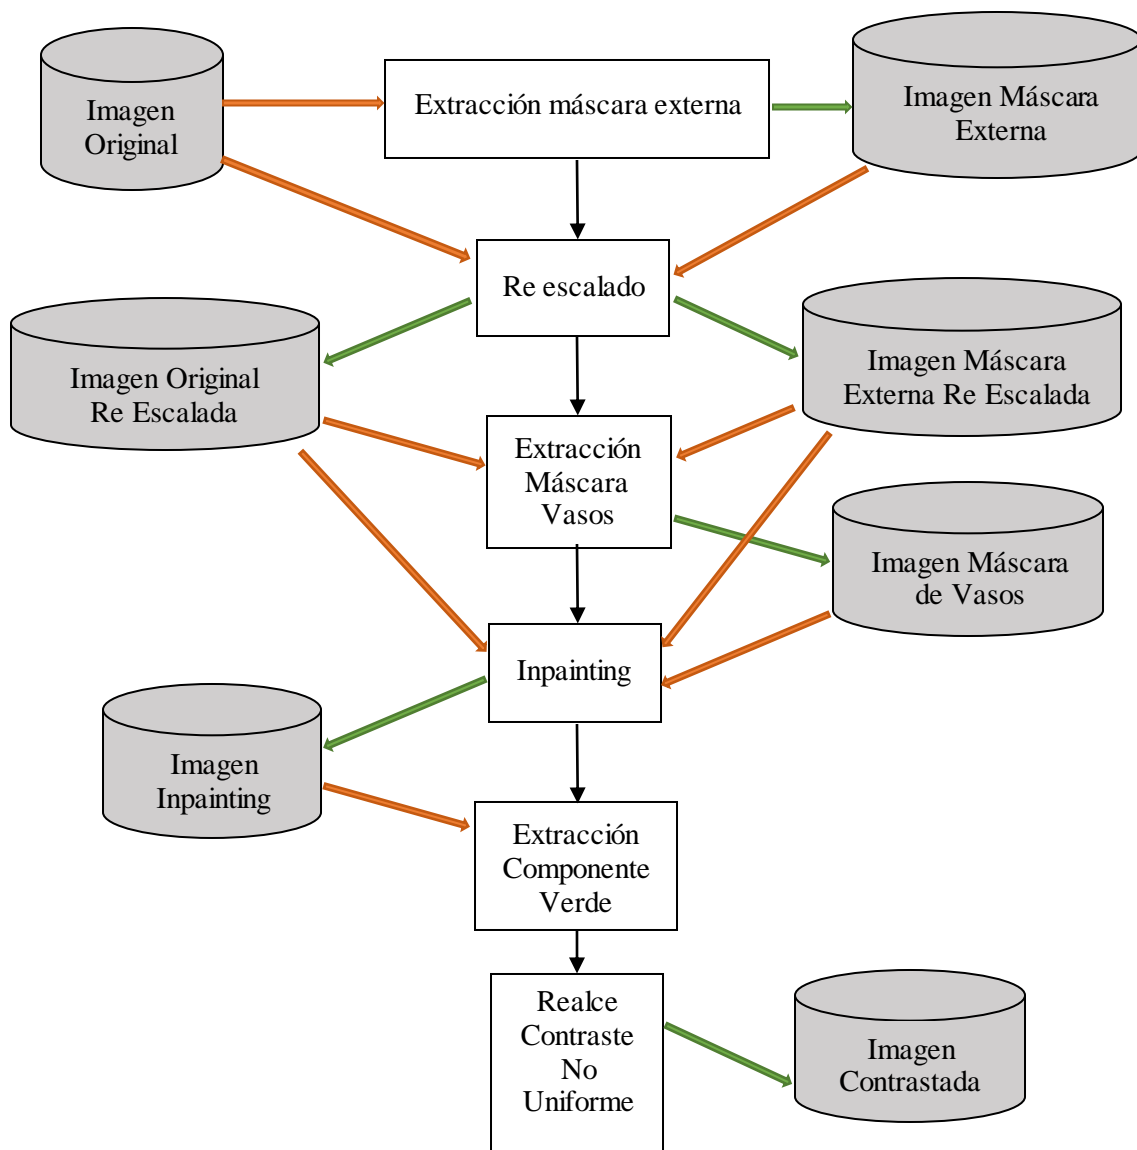 Imagen
Original
Extracción máscara externa
Imagen Máscara
Externa
Re escalado
Imagen Original
Re Escalada
Imagen Máscara
Externa Re Escalada
Extracción
Máscara
Vasos
Imagen Máscara
de Vasos
Inpainting
Imagen
Inpainting
Extracción
Componente
Verde
Realce
Contraste
No
Uniforme
Imagen
Contrastada